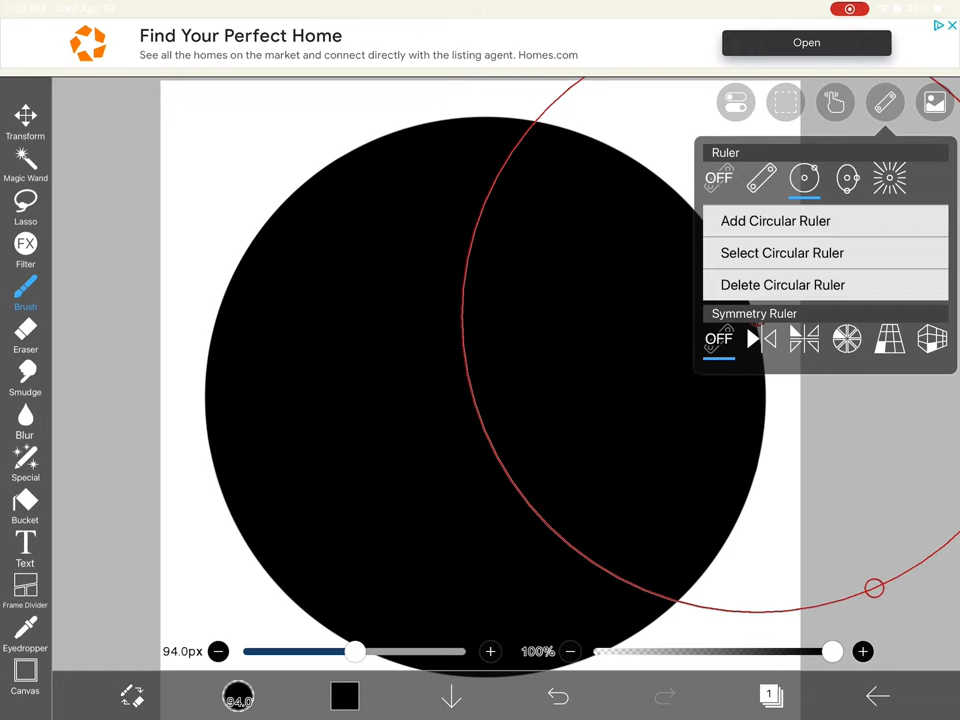 Find Your Perfect Home
See all the homes on the market and connect directly with the listing agent. Homes.com
Open
Transform
Magic Wand
Lasso
FX
Filter
Brush
Eraser
Smudge
Blur
Special
Bucket
T
Text
Frame Divider
Eyedropper
Canvas
Ruler
OFF
Add Circular Ruler
Select Circular Ruler
Delete Circular Ruler
Symmetry Ruler
OFF
94.0px
100%
94.0
1